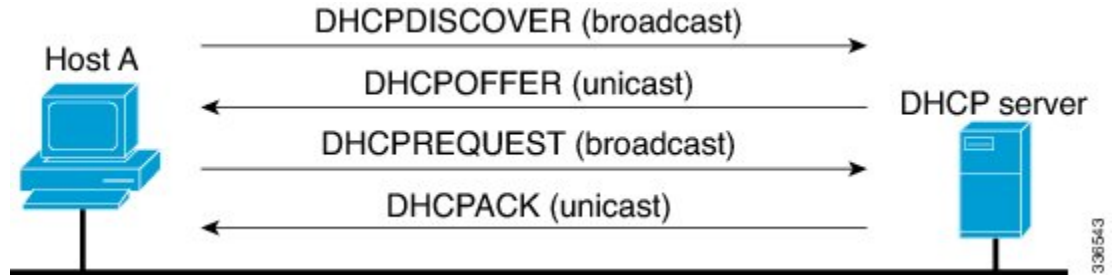 DHCPDISCOVER (broadcast)
Host A
DHCPOFFER (unicast)
DHCP server
DHCPREQUEST (broadcast)
DHCPACK (unicast)
336543